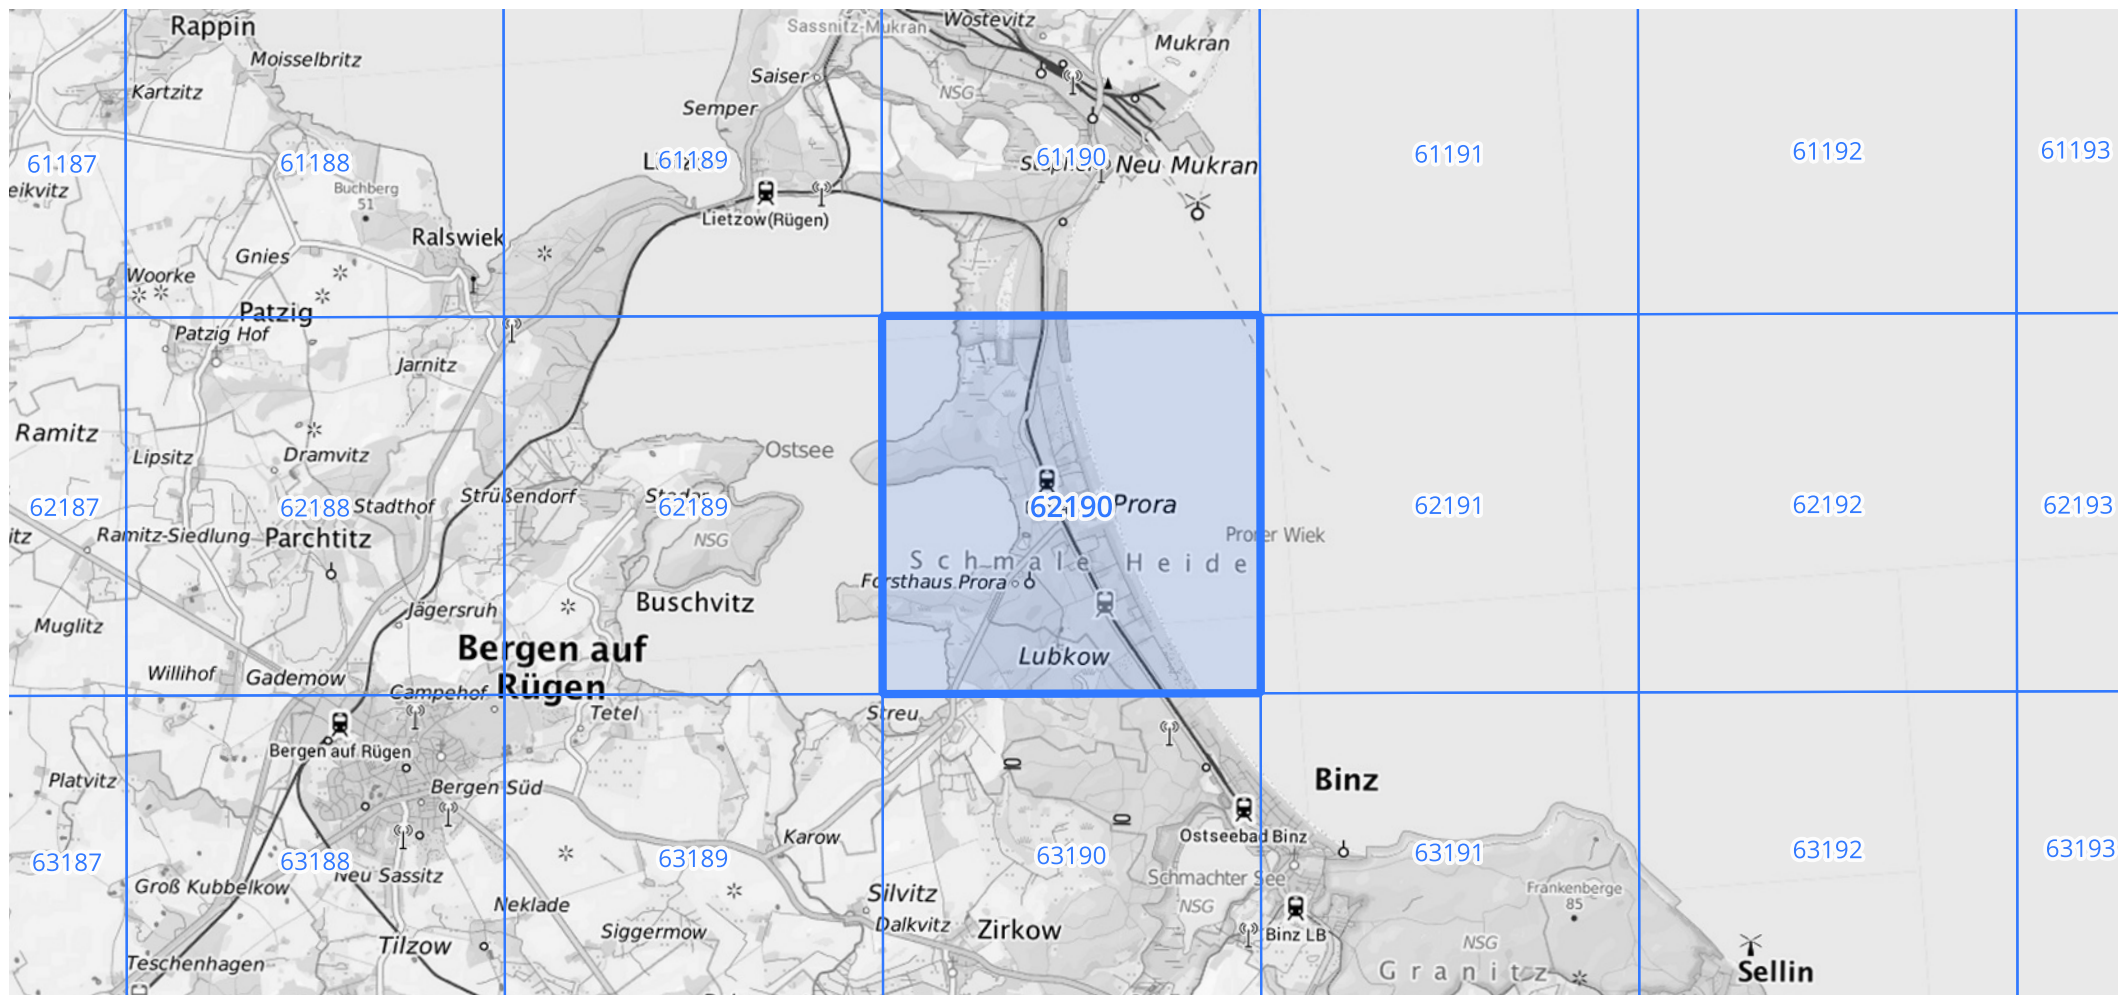 Rappin
Wostevitz
Sassnitz-Mukran
Mukran
Moisselbritz
Saiser
Kartzitz
NSG
Semper
61187
61188
61189
61190
61191
61192
61193
Neu Mukran
eikvitz
Buchberg
51
Lietzow(Rügen)
Ralswiek
Gnies
Woorke
Patzig
Patzig Hof
Jarnitz
Ramitz
Ostsee
Lipsitz
Dramvitz
62187
62188
Stadthof
Strüßendorf
62189
62190
Prora
62191
62192
62193
itz
Ramitz-Siedlung
Parchtitz
NSG
Prorer Wiek
Schmale Heide
Forsthaus Prora
Buschvitz
Jägersruh
Muglitz
Bergen auf
Rügen
Lubkow
Willihof
Gademow
Campehof
Tetel
Streu
Bergen auf Rügen
Platvitz
Bergen Süd
Binz
Karow
Ostseebad Binz
63187
63188
63189
63190
63191
63192
63193
Neu Sassitz
Groß Kubbelkow
Schmachter See
Frankenberge
85
Silvitz
Neklade
NSG
Dalkvitz
Siggermow
Zirkow
Binz LB
Tilzow
NSG
Teschenhagen
Granitz
Sellin